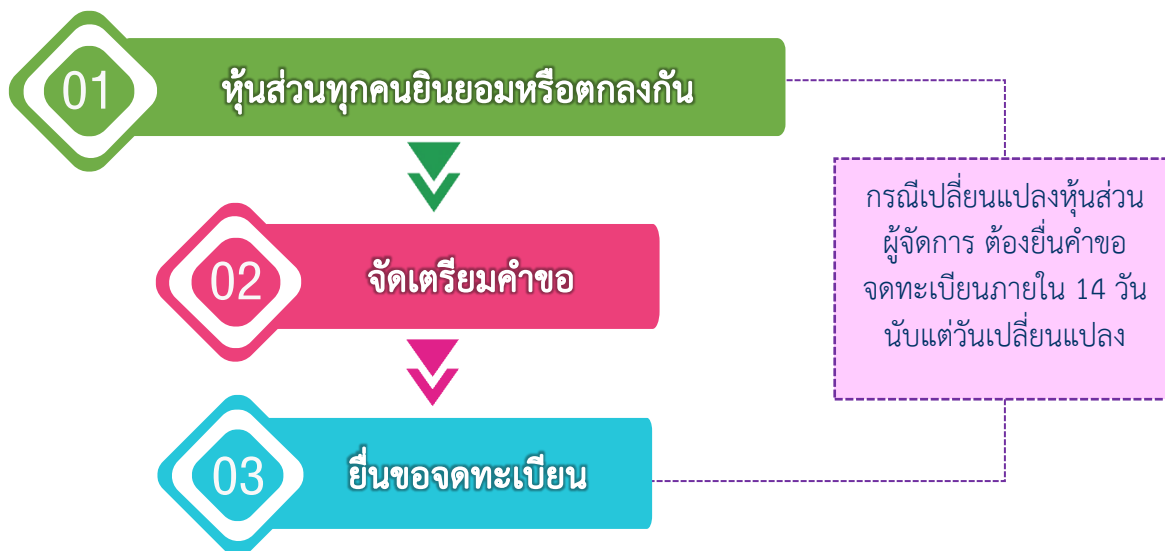 01
หุ้นส่วนทุกคนยินยอมหรือตกลงกัน
02
จัดเตรียมคำขอ
03
ยื่นขอจดทะเบียน
กรณีเปลี่ยนแปลงหุ้นส่วน
ผู้จัดการ ต้องยื่นคำขอ
จดทะเบียนภายใน 14 วัน
นับแต่วันเปลี่ยนแปลง